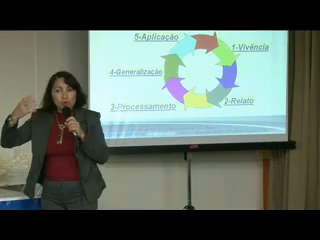 5-Aplicação
1-Vivência
4-Generalização
3-Processamento
2-Relato